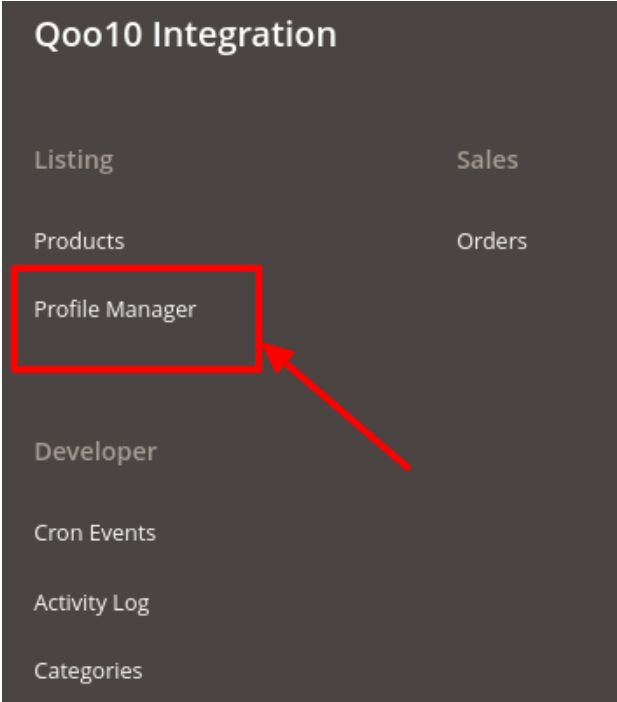 Qoo10 Integration
Listing
Products
Profile Manager
Sales
Orders
Developer
Cron Events
Activity Log
Categories